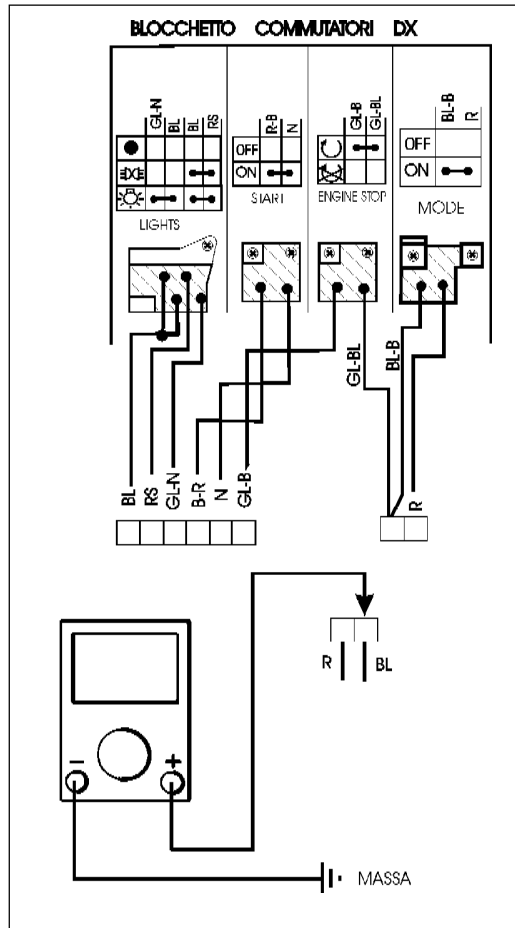 BLOCCHETTO COMMUTATORI DX
GL-N
BL
BL
RS
LIGHTS
R-B
N
OFF
ON
START
GL-B
GL-BL
ENGINE STOP
BL-B
R
OFF
ON
MODE
BL
RS
GL-N
B-R
N
GL-B
GL-BL
BL-B
R
R
BL
- +
MASSA